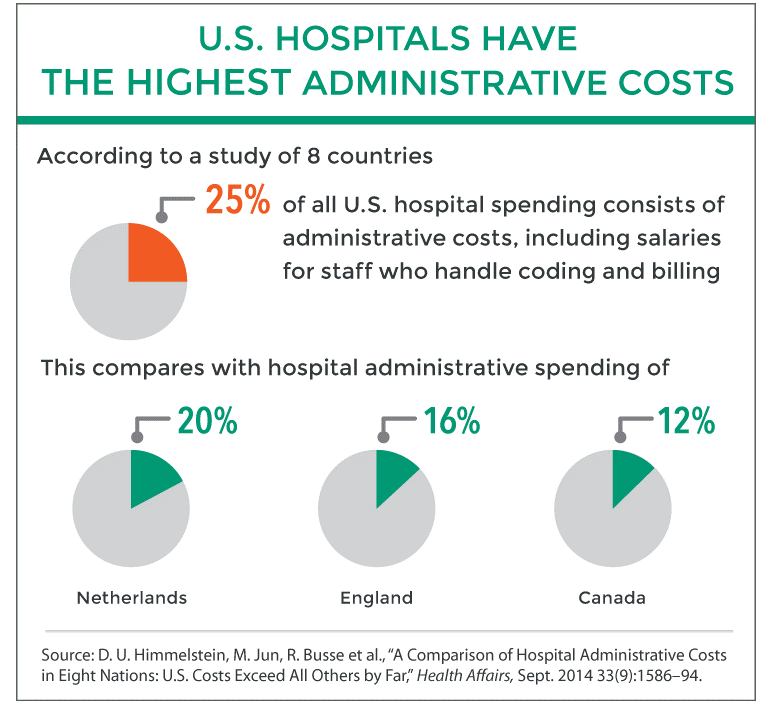 U.S. HOSPITALS HAVE
THE HIGHEST ADMINISTRATIVE COSTS
According to a study of 8 countries
25% of all U.S. hospital spending consists of
administrative costs, including salaries
for staff who handle coding and billing
This compares with hospital administrative spending of
20%
16%
12%
Netherlands
England
Canada
Source: D. U. Himmelstein, M. Jun, R. Busse et al., “A Comparison of Hospital Administrative Costs
in Eight Nations: U.S. Costs Exceed All Others by Far,” Health Affairs, Sept. 2014 33(9):1586–94.